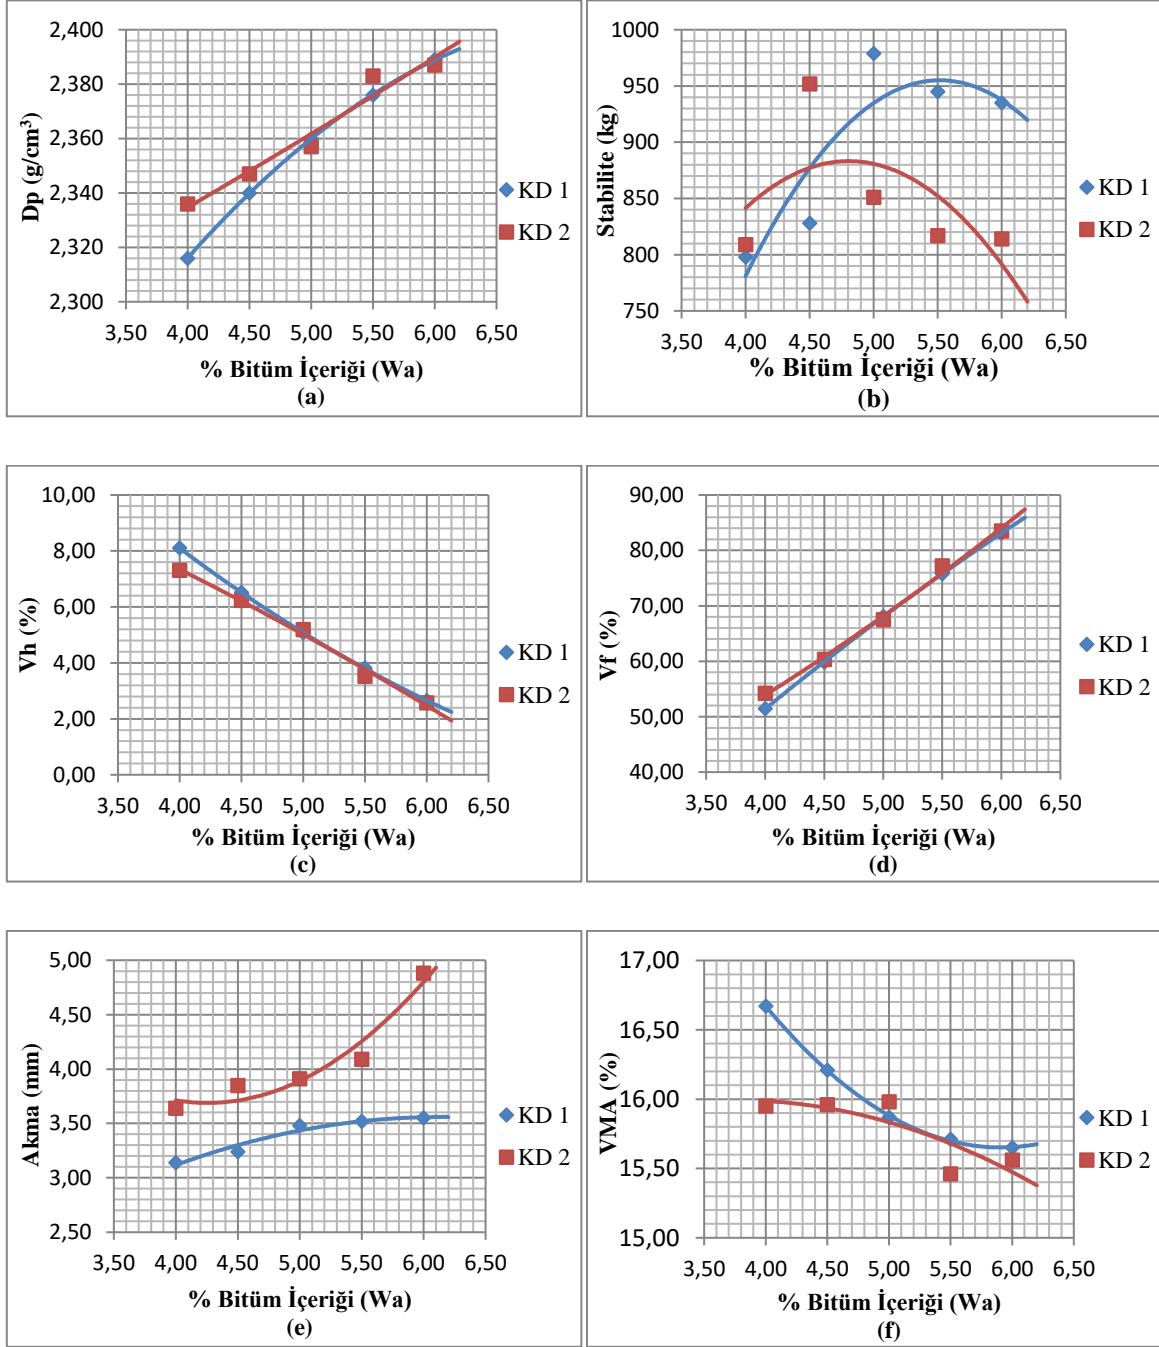 2,400
2,380
2,360
2,340
2,320
2,300
Dp (g/cm³)
3,50 4,00 4,50 5,00 5,50 6,00 6,50
% Bitüm İçeriği (Wa)
(a)
KD 1
KD 2
1000
950
900
850
800
750
Stabilite (kg)
3,50 4,00 4,50 5,00 5,50 6,00 6,50
% Bitüm İçeriği (Wa)
(b)
KD 1
KD 2
10,00
8,00
6,00
4,00
2,00
0,00
Vh (%)
3,50 4,00 4,50 5,00 5,50 6,00 6,50
% Bitüm İçeriği (Wa)
(c)
KD 1
KD 2
90,00
80,00
70,00
60,00
50,00
40,00
Vf (%)
3,50 4,00 4,50 5,00 5,50 6,00 6,50
% Bitüm İçeriği (Wa)
(d)
KD 1
KD 2
5,00
4,50
4,00
3,50
3,00
2,50
Akma (mm)
3,50 4,00 4,50 5,00 5,50 6,00 6,50
% Bitüm İçeriği (Wa)
(e)
KD 1
KD 2
17,00
16,50
16,00
15,50
15,00
VMA (%)
3,50 4,00 4,50 5,00 5,50 6,00 6,50
% Bitüm İçeriği (Wa)
(f)
KD 1
KD 2